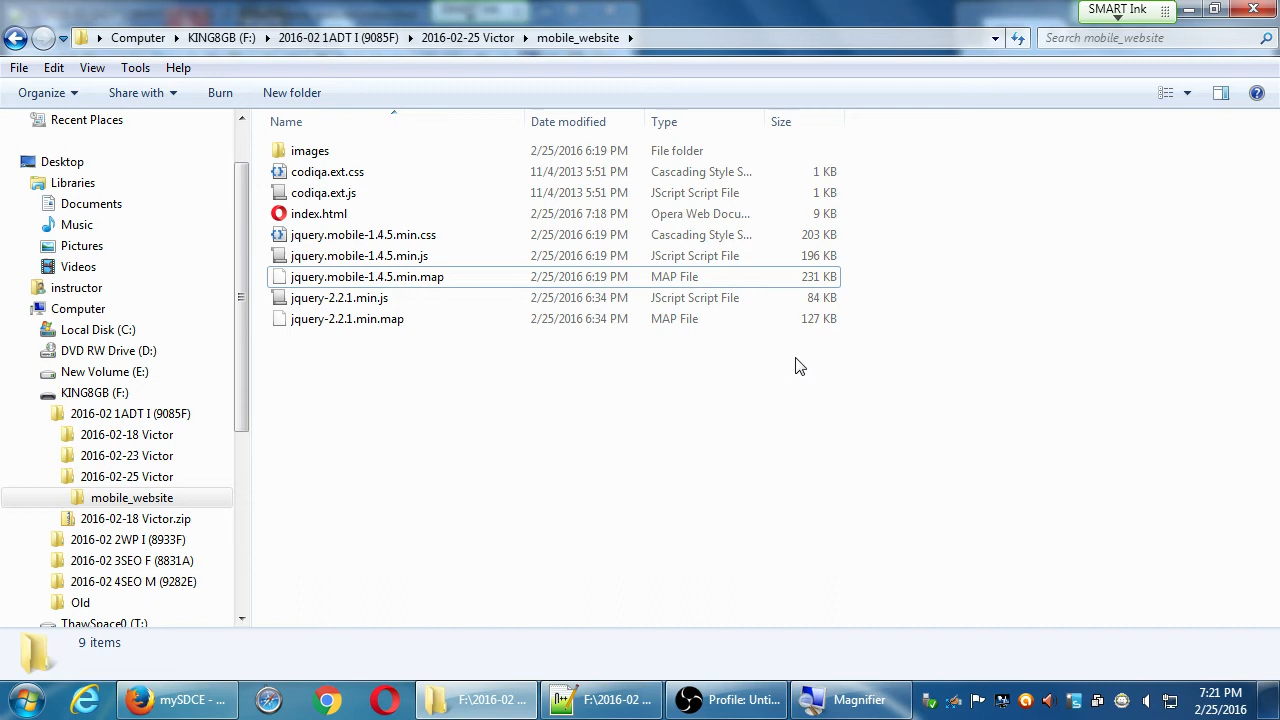 SMART Ink
Computer KING8GB (F:) 2016-02 1ADT I (9085F) 2016-02-25 Victor mobile_website
Search mobile_website
File Edit View Tools Help
Organize Share with Burn New folder
Name Date modified Type Size
images 2/25/2016 6:19 PM File folder
codiqa.ext.css 11/4/2013 5:51 PM Cascading Style S... 1 KB
codiqa.ext.js 11/4/2013 5:51 PM JScript Script File 1 KB
index.html 2/25/2016 7:18 PM Opera Web Docu... 9 KB
jquery.mobile-1.4.5.min.css 2/25/2016 6:19 PM Cascading Style S... 203 KB
jquery.mobile-1.4.5.min.js 2/25/2016 6:19 PM JScript Script File 196 KB
jquery.mobile-1.4.5.min.map 2/25/2016 6:19 PM MAP File 231 KB
jquery-2.2.1.min.js 2/25/2016 6:34 PM JScript Script File 84 KB
jquery-2.2.1.min.map 2/25/2016 6:34 PM MAP File 127 KB
Recent Places
Desktop
Libraries
Documents
Music
Pictures
Videos
instructor
Computer
Local Disk (C:)
DVD RW Drive (D:)
New Volume (E:)
KING8GB (F:)
2016-02 1ADT I (9085F)
2016-02-18 Victor
2016-02-23 Victor
2016-02-25 Victor
mobile_website
2016-02-18 Victor.zip
2016-02 2WP I (8933F)
2016-02 3SEO F (8831A)
2016-02 4SEO M (9282E)
Old
ThawSpace0 (T:)
9 items
mySDCE - ...
F:\2016-02 ...
F:\2016-02 ...
Profile: Unti...
Magnifier
7:21 PM
2/25/2016